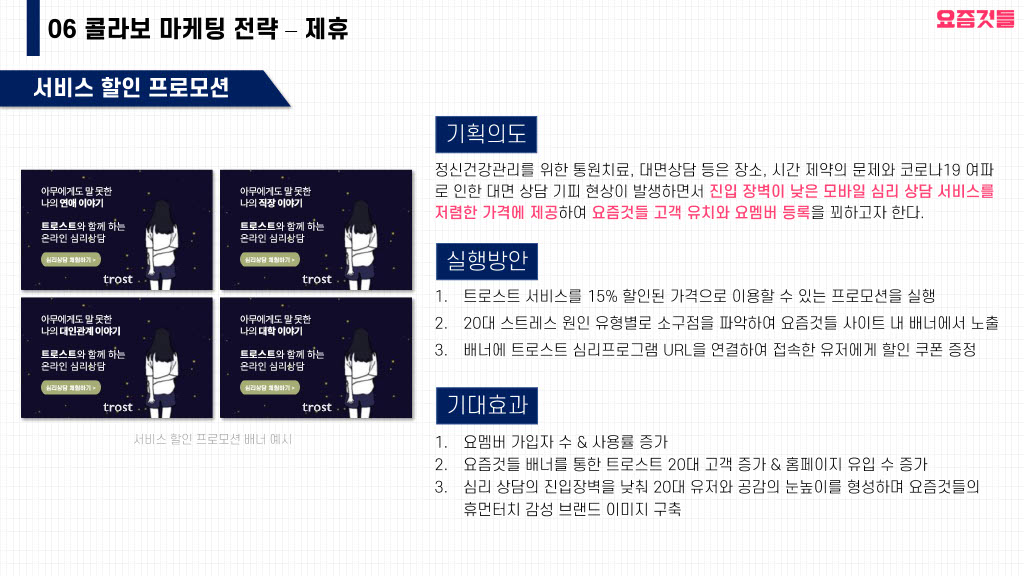 06 콜라보 마케팅 전략 – 제휴
요즘것들
서비스 할인 프로모션
아무에게도 말 못한
나의 연애 이야기
트로스트와 함께 하는
온라인 심리상담
심리상담 체험하기 >
trost
아무에게도 말 못한
나의 직장 이야기
트로스트와 함께 하는
온라인 심리상담
심리상담 체험하기 >
trost
아무에게도 말 못한
나의 대인관계 이야기
트로스트와 함께 하는
온라인 심리상담
심리상담 체험하기 >
trost
아무에게도 말 못한
나의 대학 이야기
트로스트와 함께 하는
온라인 심리상담
심리상담 체험하기 >
trost
서비스 할인 프로모션 배너 예시
기획의도
정신건강관리를 위한 통원치료, 대면상담 등은 장소, 시간 제약의 문제와 코로나19 여파
로 인한 대면 상담 기피 현상이 발생하면서 진입 장벽이 낮은 모바일 심리 상담 서비스를
저렴한 가격에 제공하여 요즘것들 고객 유치와 요멤버 등록을 꾀하고자 한다.
실행방안
1. 트로스트 서비스를 15% 할인된 가격으로 이용할 수 있는 프로모션을 실행
2. 20대 스트레스 원인 유형별로 소구점을 파악하여 요즘것들 사이트 내 배너에서 노출
3. 배너에 트로스트 심리프로그램 URL을 연결하여 접속한 유저에게 할인 쿠폰 증정
기대효과
1. 요멤버 가입자 수 & 사용률 증가
2. 요즘것들 배너를 통한 트로스트 20대 고객 증가 & 홈페이지 유입 수 증가
3. 심리 상담의 진입장벽을 낮춰 20대 유저와 공감의 눈높이를 형성하며 요즘것들의
휴먼터치 감성 브랜드 이미지 구축